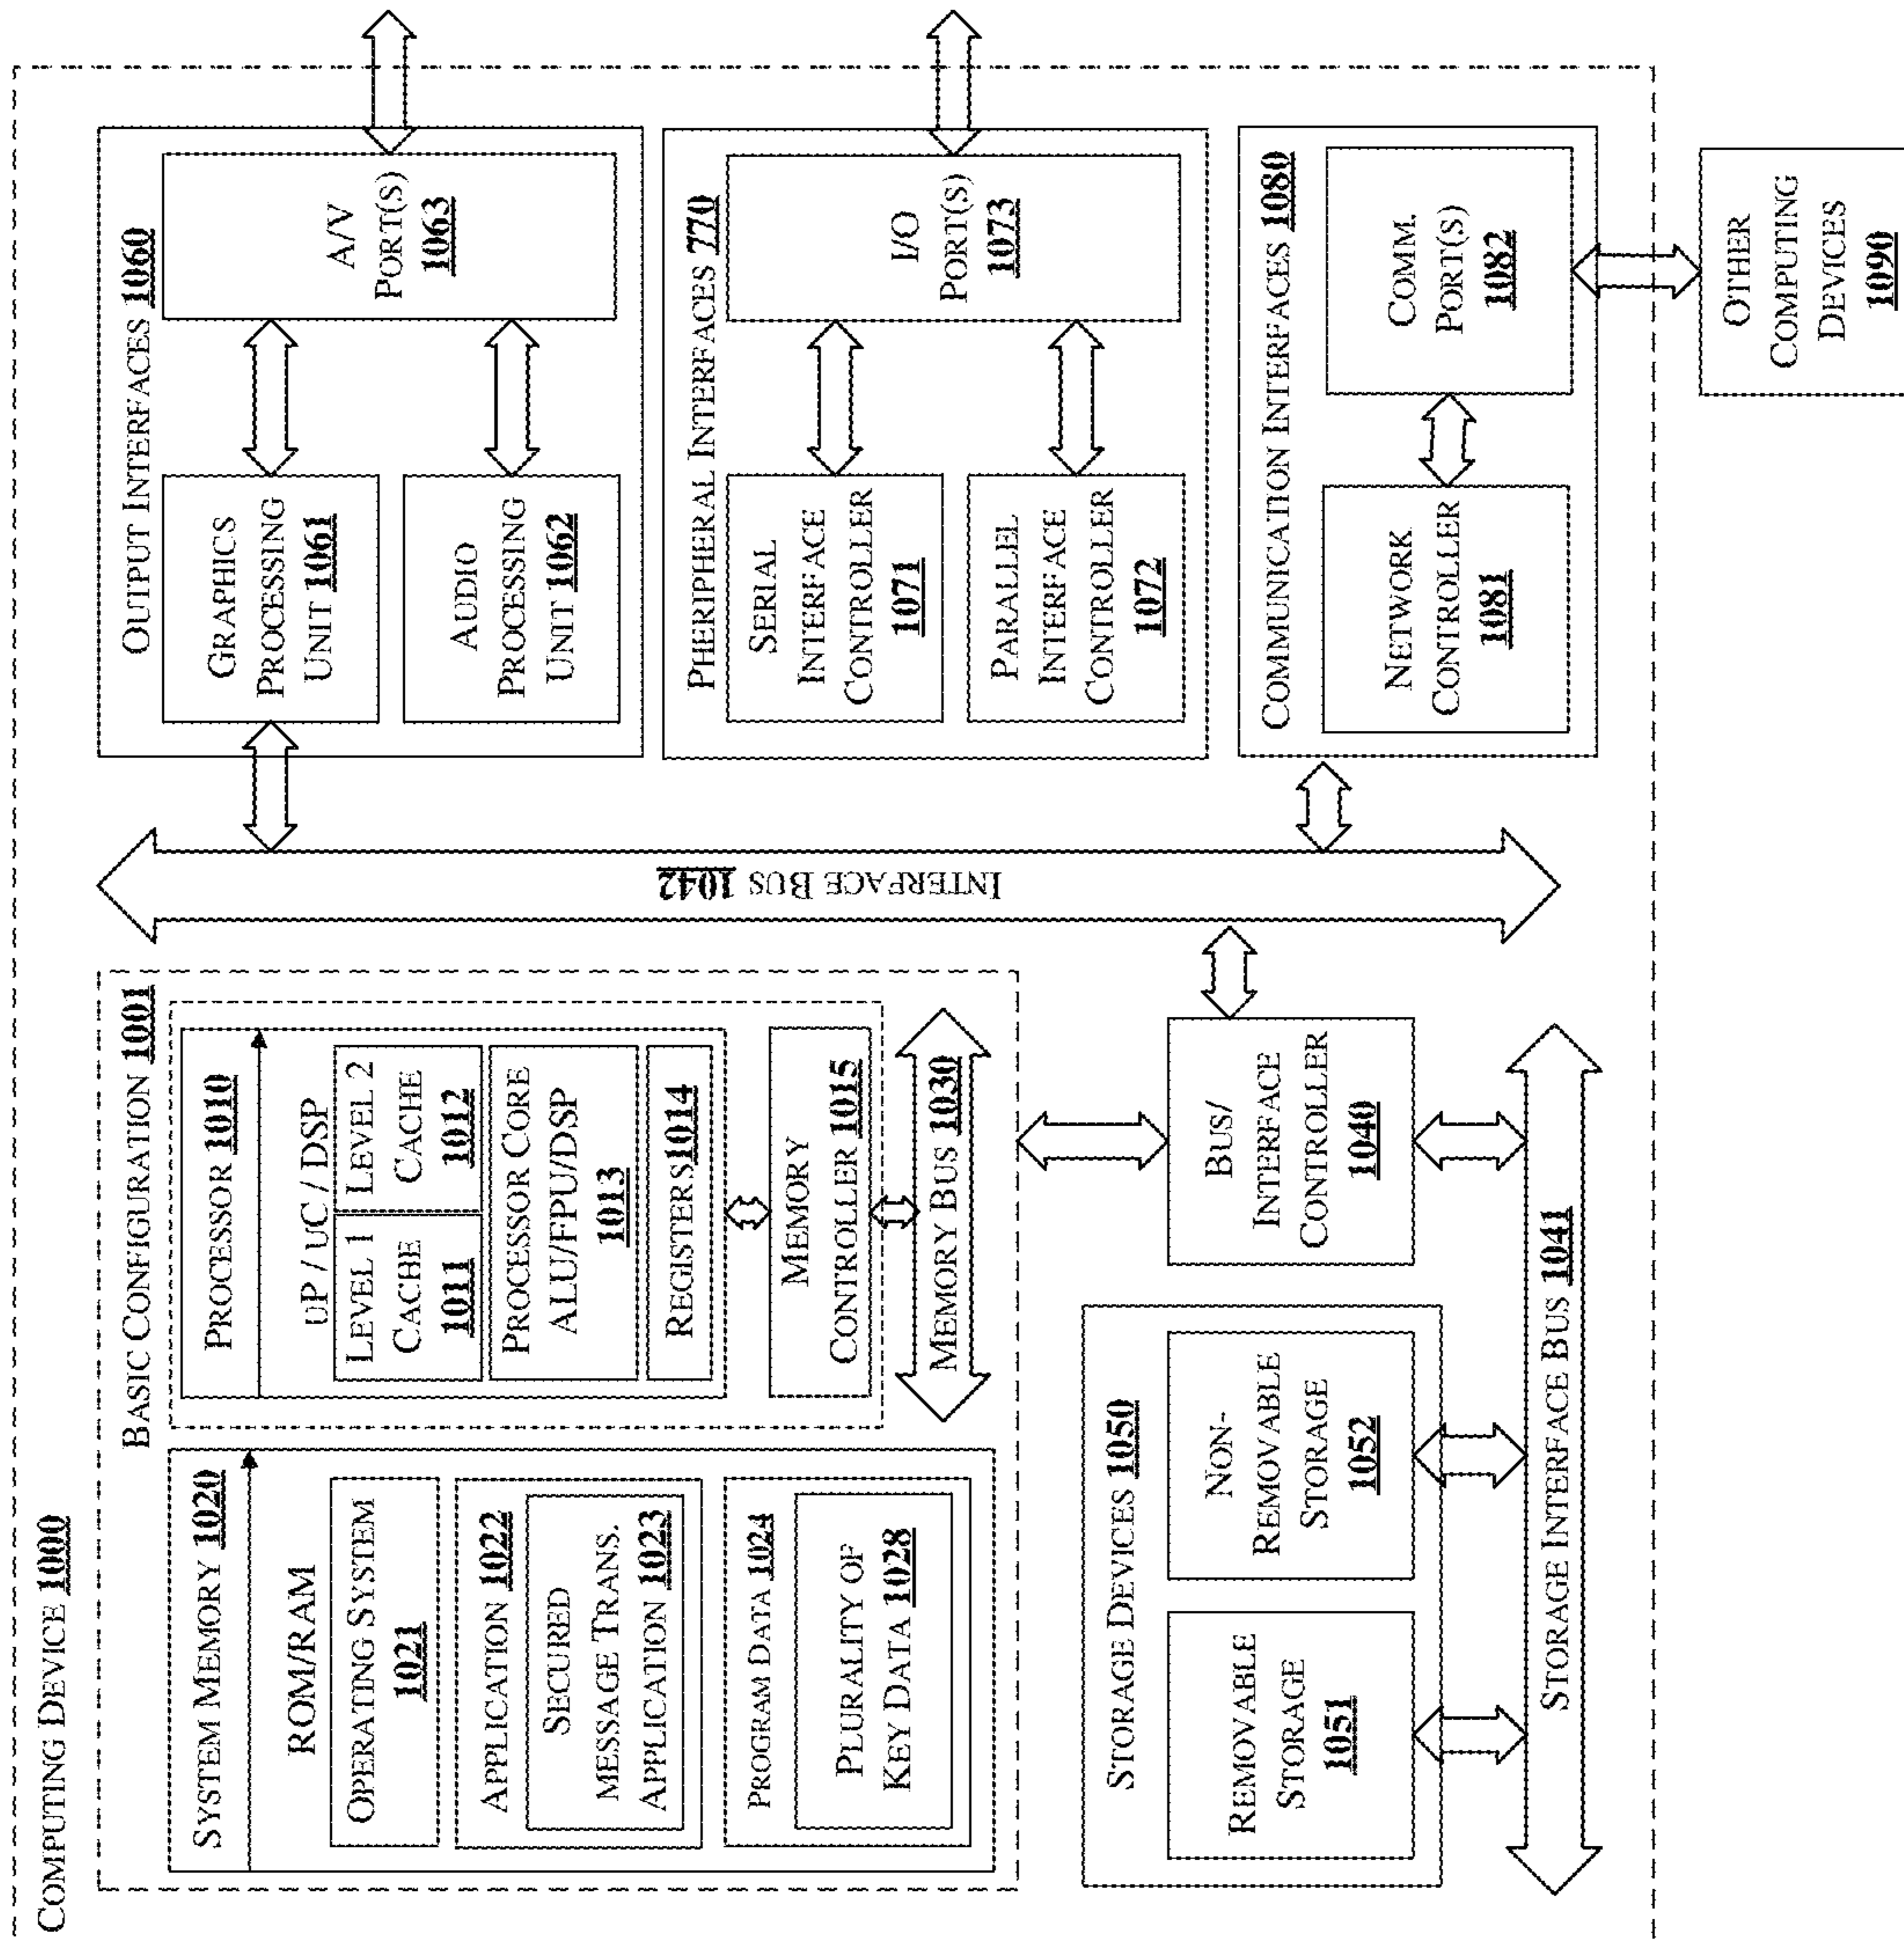 COMPUTING DEVICE 1000
BASIC CONFIGURATION 1001
SYSTEM MEMORY 1020
ROM/RAM
OPERATING SYSTEM
1021
APPLICATION 1022
SECURED
MESSAGE TRANS.
APPLICATION 1023
PROGRAM DATA 1024
PLURALITY OF
KEY DATA 1028
PROCESSOR 1010
UP / UC / DSP
LEVEL 1
CACHE
1011
LEVEL 2
CACHE
1012
PROCESSOR CORE
ALU/FPU/DSP
1013
REGISTERS1014
MEMORY
CONTROLLER 1015
MEMORY BUS 1030
BUS/
INTERFACE
CONTROLLER
1040
STORAGE DEVICES 1050
REMOVABLE
STORAGE
1051
NON-
REMOVABLE
STORAGE
1052
STORAGE INTERFACE BUS 1041
INTERFACE BUS 1042
OUTPUT INTERFACES 1060
GRAPHICS
PROCESSING
UNIT 1061
AUDIO
PROCESSING
UNIT 1062
A/V
PORT(S)
1063
PHERIPHERAL INTERFACES 770
SERIAL
INTERFACE
CONTROLLER
1071
PARALLEL
INTERFACE
CONTROLLER
1072
I/O
PORT(S)
1073
COMMUNICATION INTERFACES 1080
NETWORK
CONTROLLER
1081
COMM.
PORT(S)
1082
OTHER
COMPUTING
DEVICES
1090